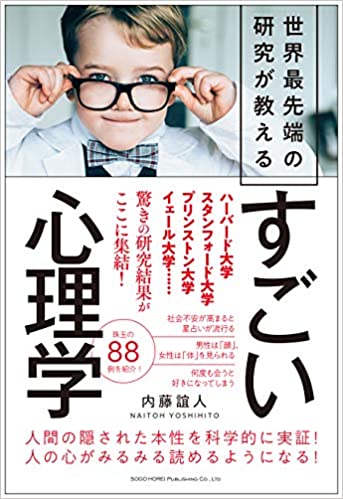 世界最先端の
研究が教える
すごい
心理学
ハーバード大学
スタンフォード大学
プリンストン大学
イェール大学……
驚きの研究結果が
ここに集結!
珠玉の
88
例を紹介!
社会不安が高まると
星占いが流行る
男性は「顔」、
女性は「体」を見られる
何度も会うと
好きになってしまう
内藤誼人
NAITOH YOSHIHITO
人間の隠された本性を科学的に実証!
人の心がみるみる読めるようになる!
SOGO HOREI PUBLISHING CO., LTD